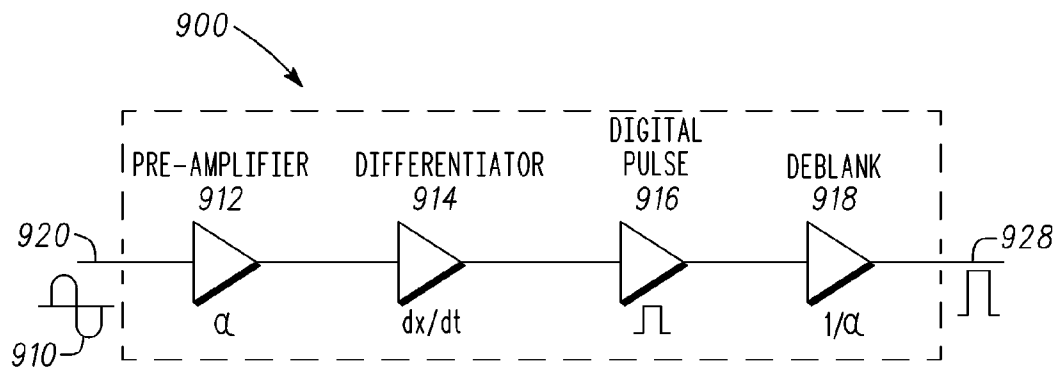 900
PRE-AMPLIFIER
912
DIFFERENTIATOR
914
DIGITAL
PULSE
916
DEBLANK
918
920
928
910
α
dx/dt
1/α